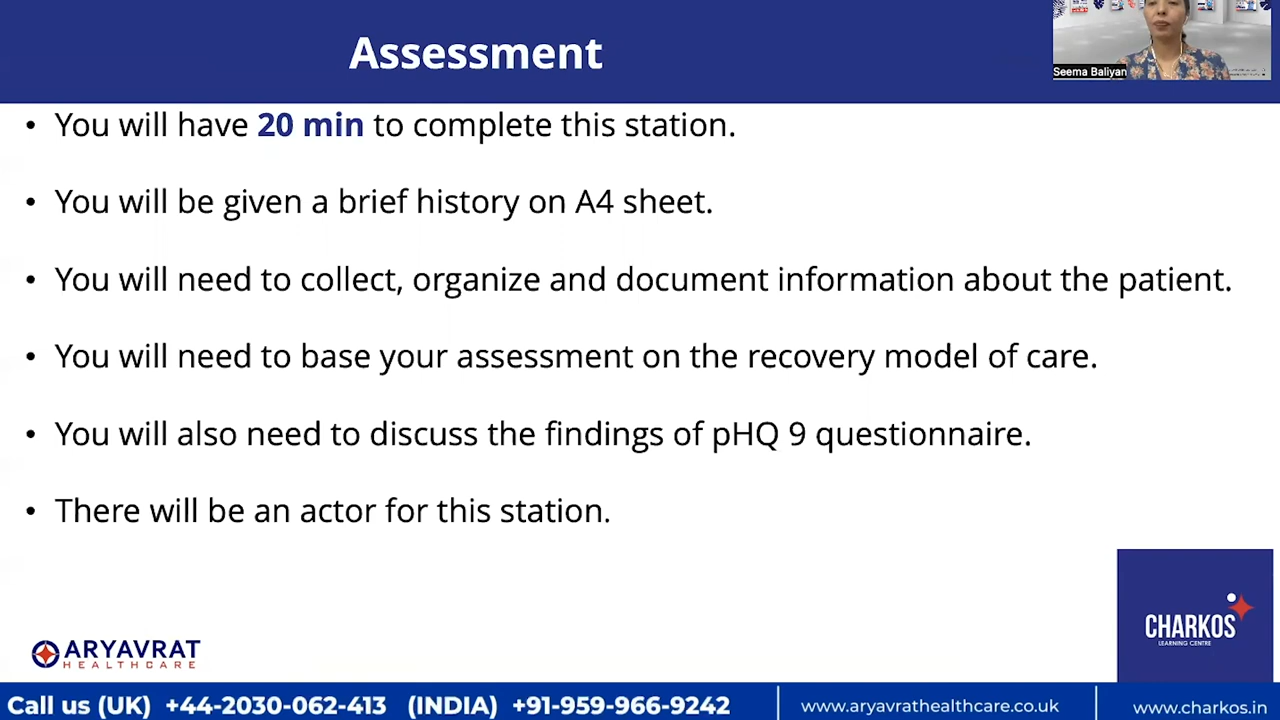 Assessment
Seema Baliyan
• You will have 20 min to complete this station.
• You will be given a brief history on A4 sheet.
• You will need to collect, organize and document information about the patient.
• You will need to base your assessment on the recovery model of care.
• You will also need to discuss the findings of pHQ 9 questionnaire.
• There will be an actor for this station.
CHARKOS
LEARNING CENTRE
ARYAVRAT
HEALTHCARE
Call us (UK) +44-2030-062-413 (INDIA) +91-959-966-9242
www.aryavrathealthcare.co.uk
www.charkos.in